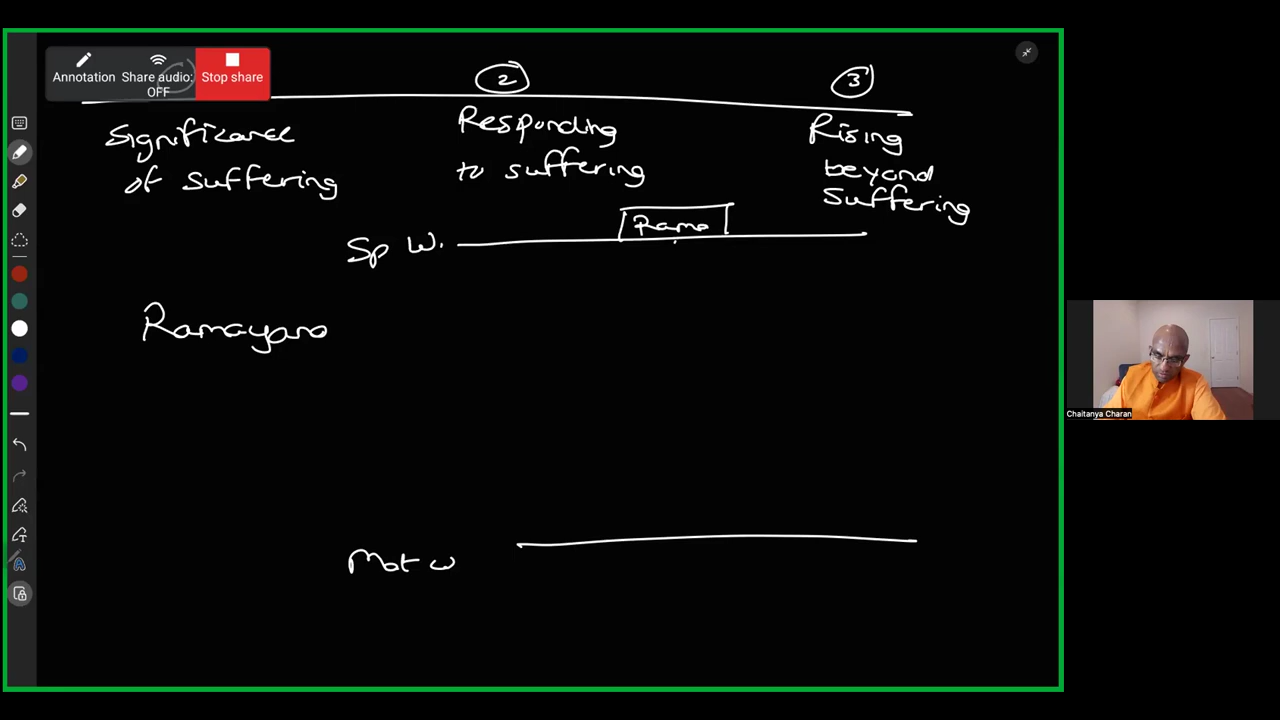 Annotation
Share audio:
OFF
Stop share
2
3
Significance
of suffering
Responding
to suffering
Rising
beyond
Suffering
Rama
Sp W.
Ramayana
Mat w
Chaitanya Charan